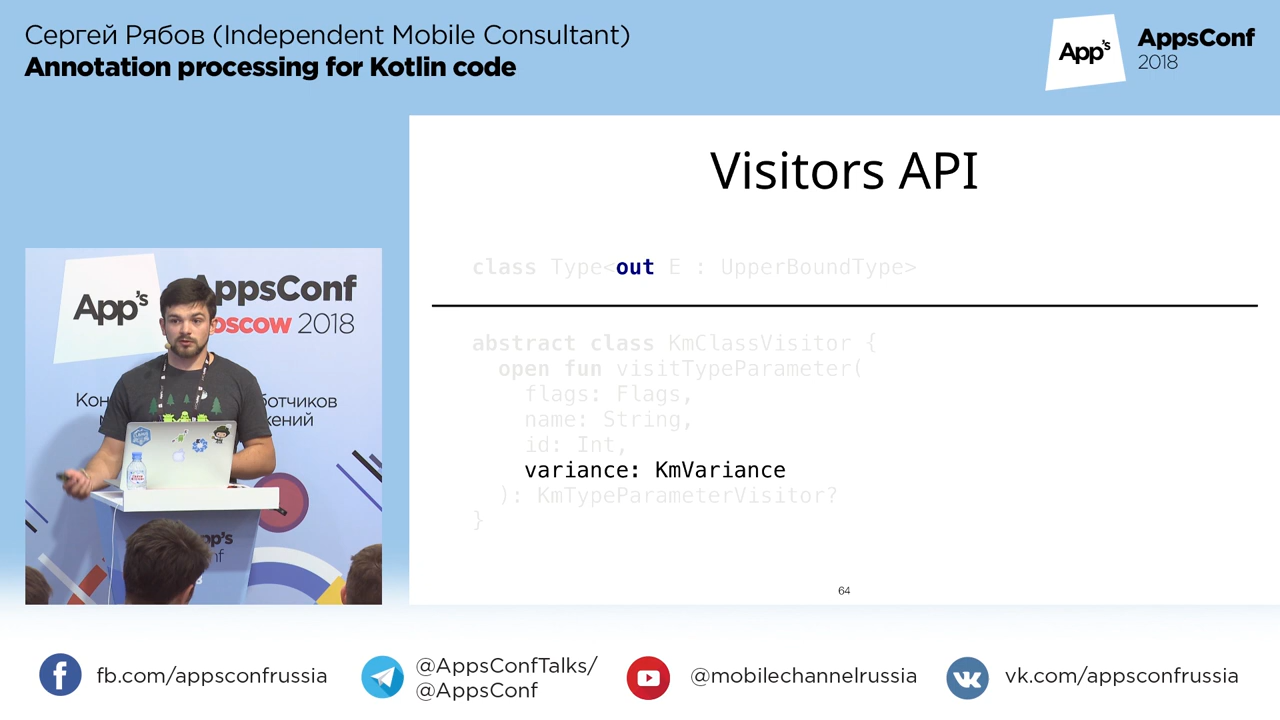 Сергей Рябов (Independent Mobile Consultant)
Annotation processing for Kotlin code
App's
AppsConf
2018
Visitors API
class Type<out E : UpperBoundType>
abstract class KmClassVisitor {
open fun visitTypeParameter(
flags: Flags,
name: String,
id: Int,
variance: KmVariance
): KmTypeParameterVisitor?
}
64
App's
AppsConf
2018
fb.com/appsconfrussia
@AppsConfTalks/
@AppsConf
@mobilechannelrussia
vk.com/appsconfrussia